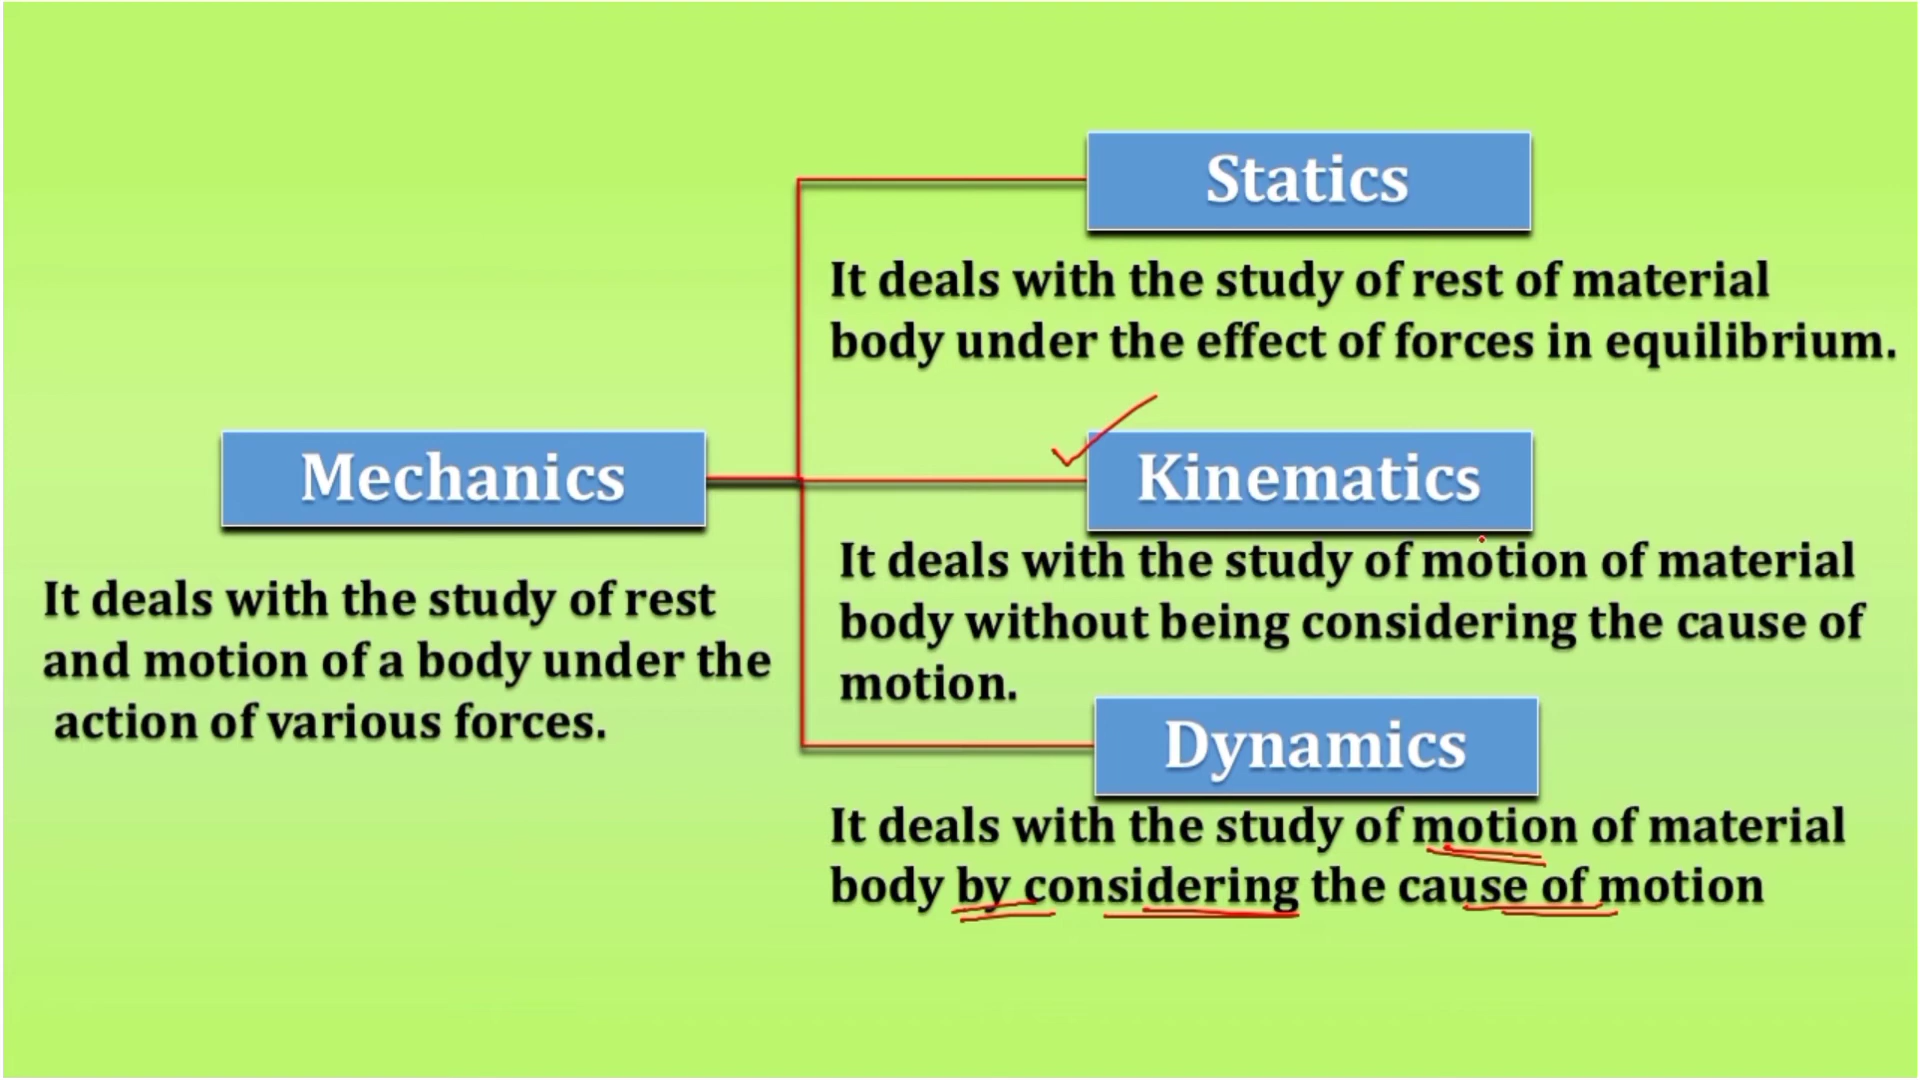 Statics
It deals with the study of rest of material
body under the effect of forces in equilibrium.
Mechanics
It deals with the study of rest
and motion of a body under the
action of various forces.
Kinematics
It deals with the study of motion of material
body without being considering the cause of
motion.
Dynamics
It deals with the study of motion of material
body by considering the cause of motion